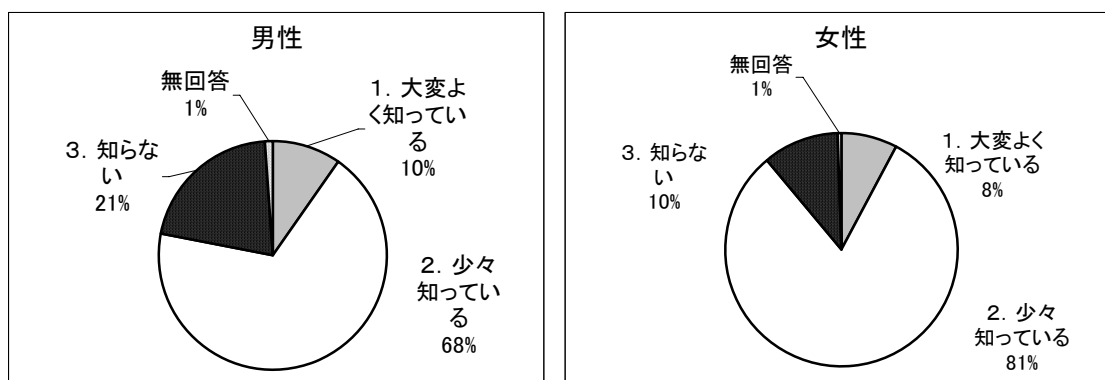 男性
無回答
1%
1．大変よ
く知ってい
る
10%
3．知らな
い
21%
2．少々
知ってい
る
68%
女性
無回答
1%
1．大変よく
知っている
8%
3．知らな
い
10%
2．少々
知っている
81%